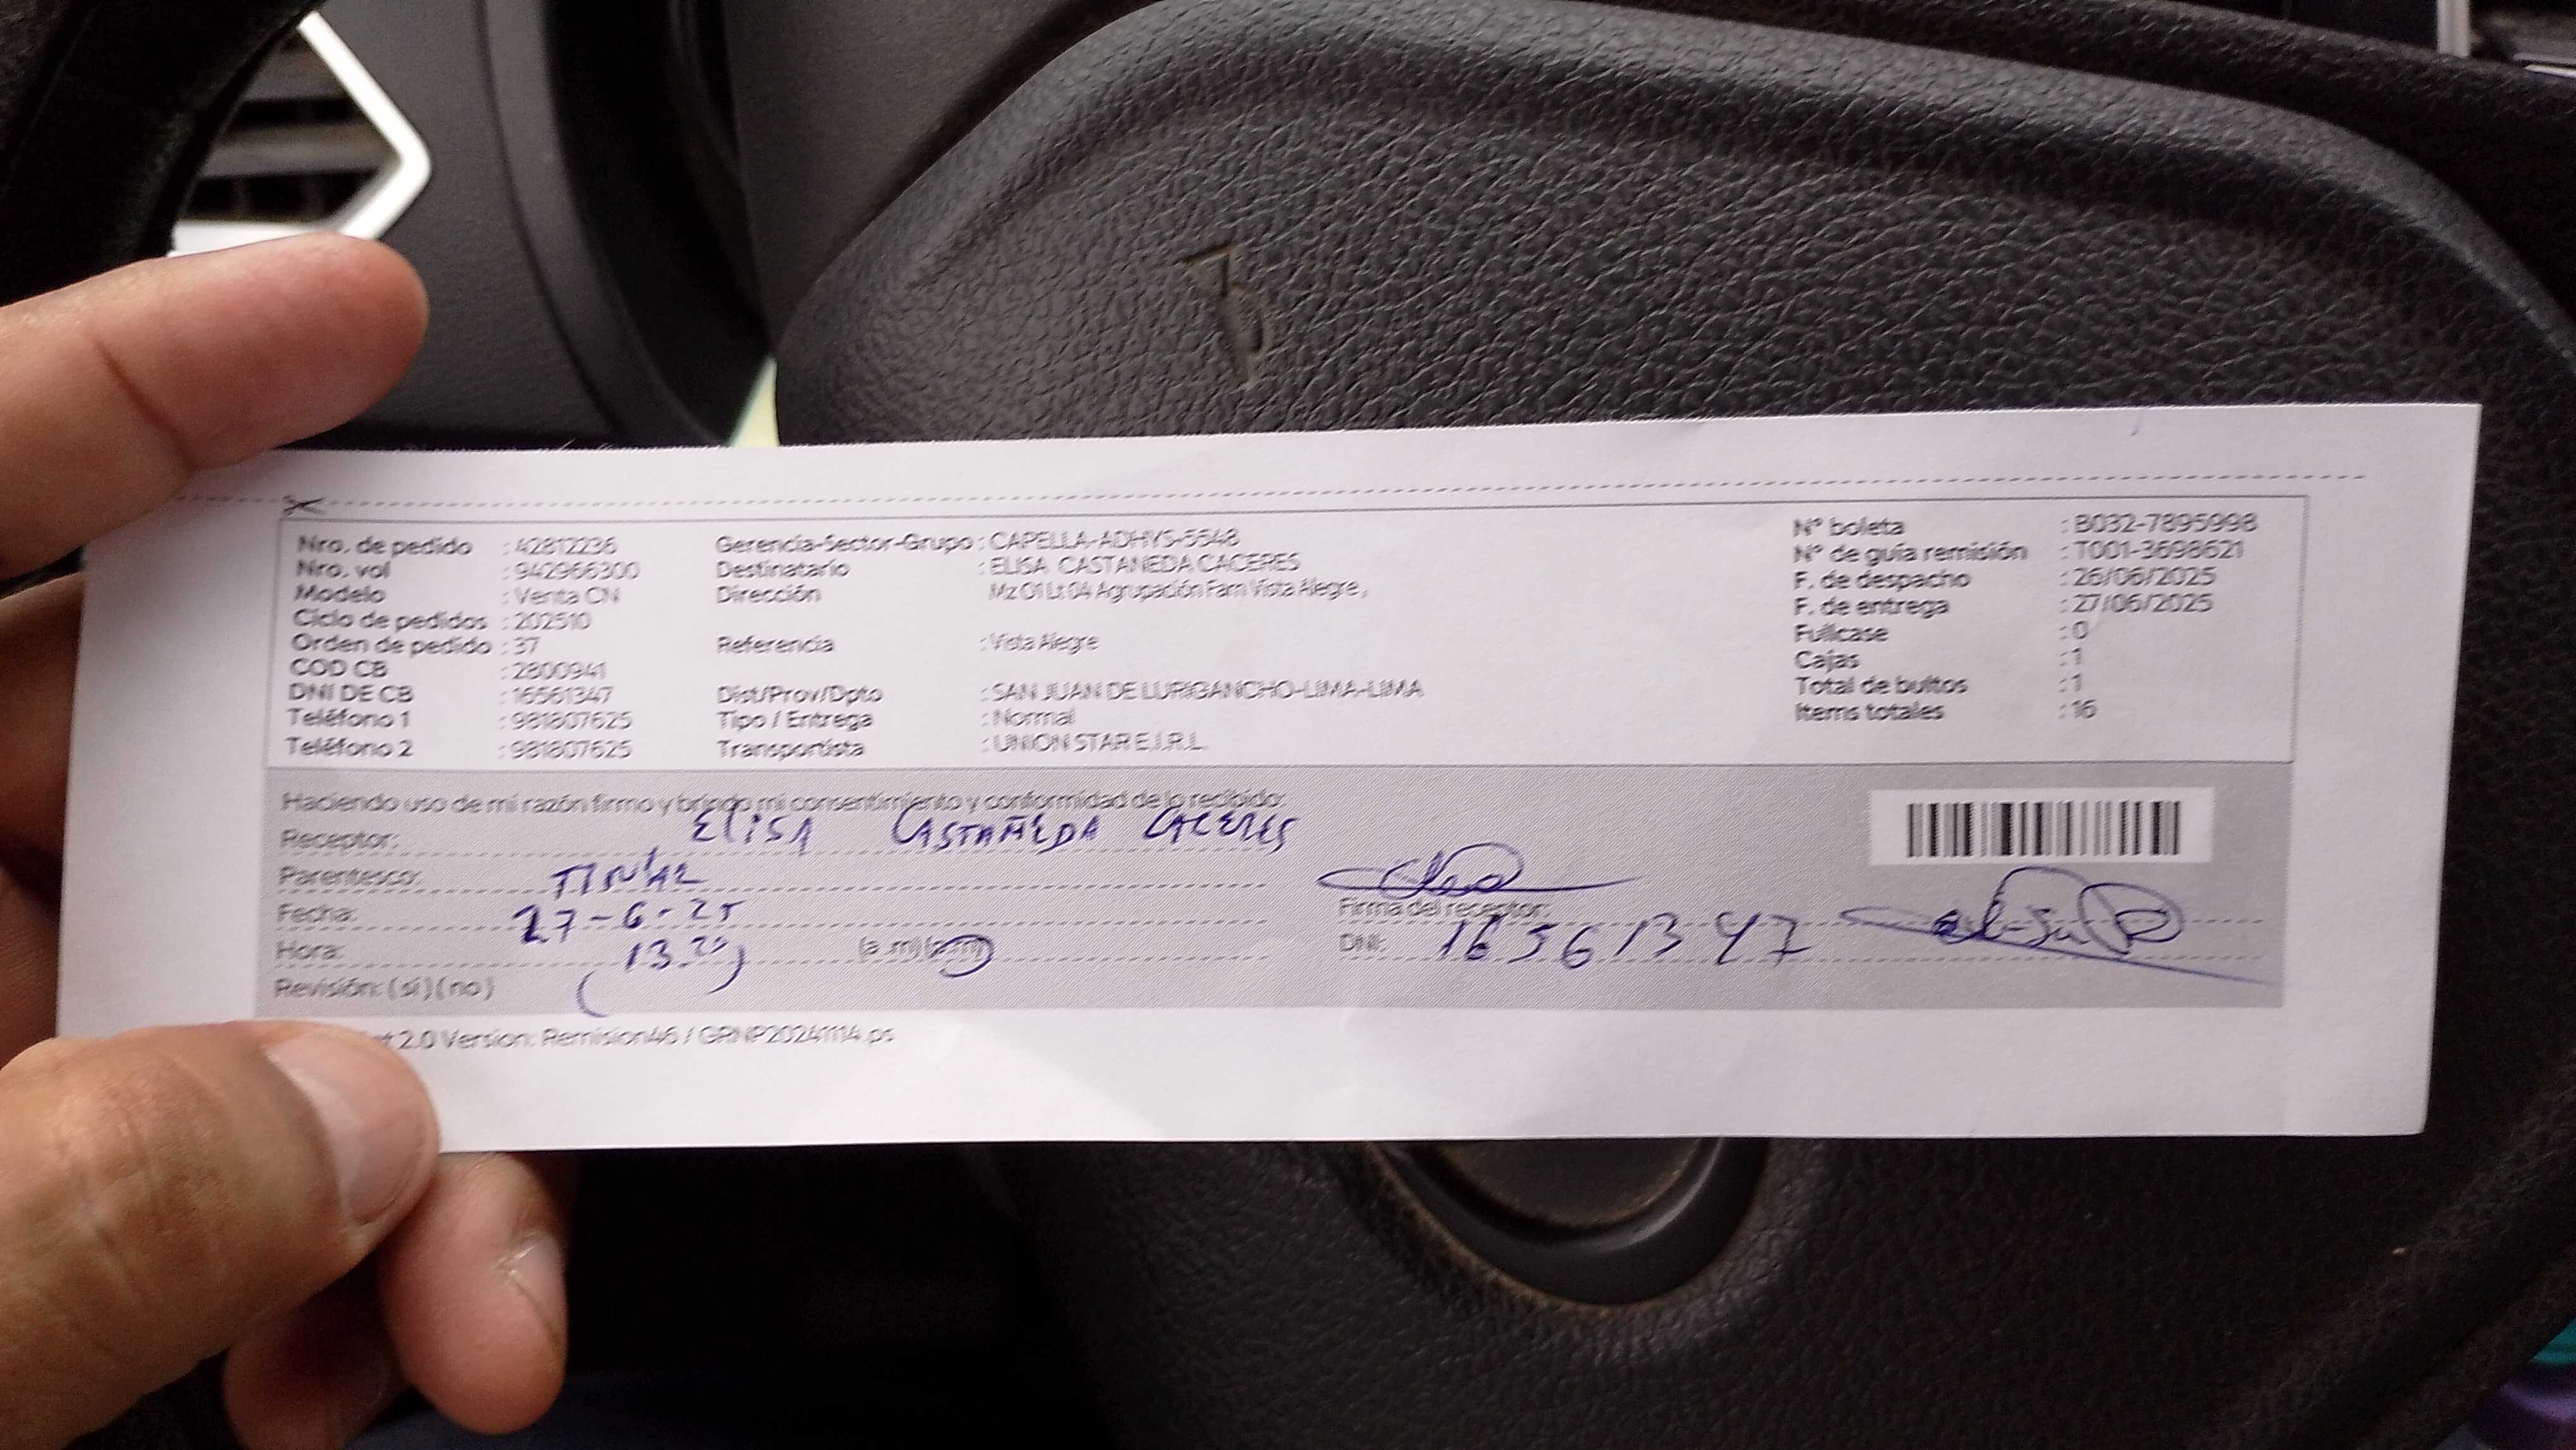 Nro. de pedido : 42812236
Nro. vol : 942966300
Modelo : Venta CN
Ciclo de pedidos : 202510
Orden de pedido : 37
COD CB : 2800941
DNI DE CB : 16561347
Teléfono 1 : 981807625
Teléfono 2 : 981807625
Gerencia-Sector-Grupo : CAPELLA-ADHYS-5548
Destinatario : ELISA CASTANEDA CACERES
Dirección Mz O1 Lt 0A Agrupación Fam Vista Alegre,
Referencia : Vista Alegre
Dist/Prov/Dpto : SAN JUAN DE LURIGANCHO-LIMA-LIMA
Tipo / Entrega : Normal
Transportista : UNION STAR E.I.R.L.
N° boleta : B032-7895998
N° de guía remisión : T001-3698621
F. de despacho : 26/06/2025
F. de entrega : 27/06/2025
Fullcase : 0
Cajas : 1
Total de bultos : 1
Items totales : 16
Haciendo uso de mi razón firmo y brindo mi consentimiento y conformidad de lo recibido:
Receptor: ELISA CASTAÑEDA CACERES
Parentesco:
Fecha: 27-6-25
Hora: (13. ) (a.m) (p.m)
Revisión: (si) (no)
Firma del receptor:
DNI: 16561347
2.0 Version: Remision46 / GRNP20241114.ps